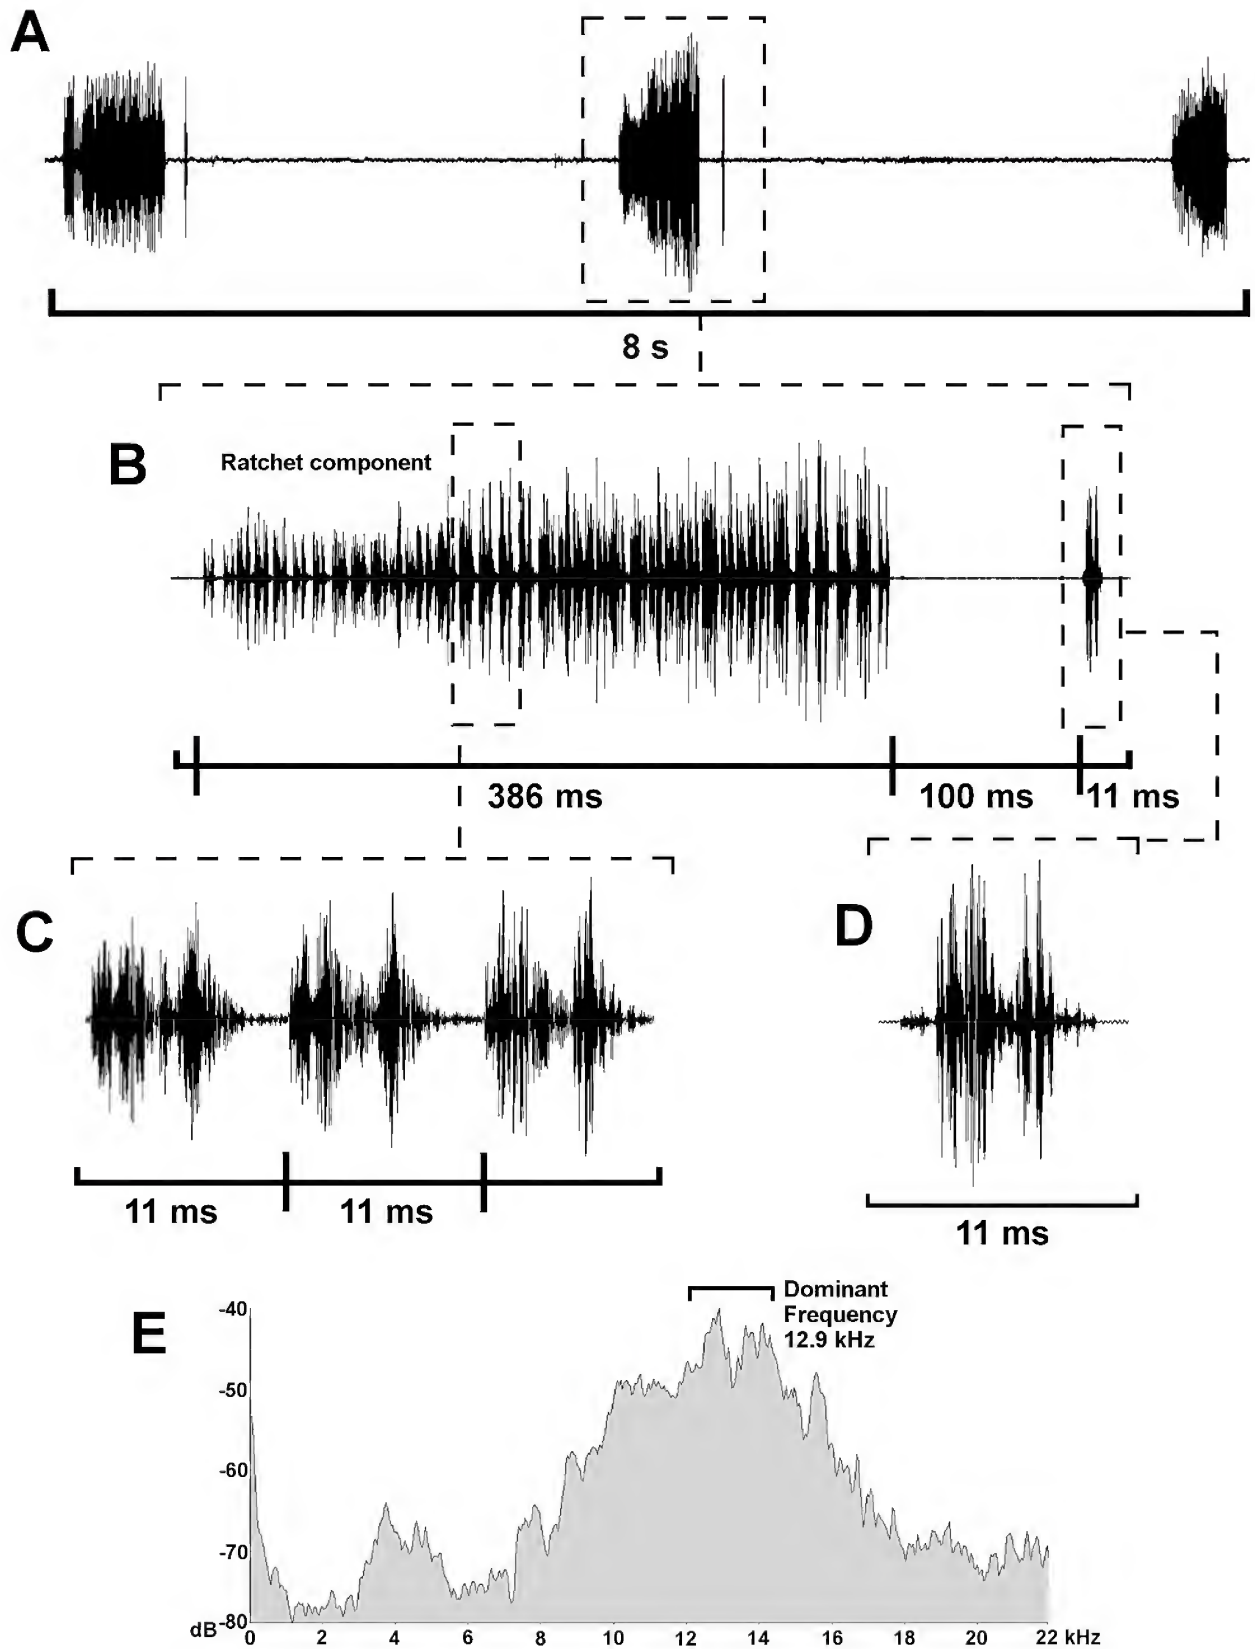 A
8 s
B
Ratchet component
386 ms 100 ms 11 ms
C
D
11 ms 11 ms
11 ms
E
Dominant
Frequency
12.9 kHz
-40
-50
-60
-70
dB -80
0 2 4 6 8 10 12 14 16 18 20 22 kHz